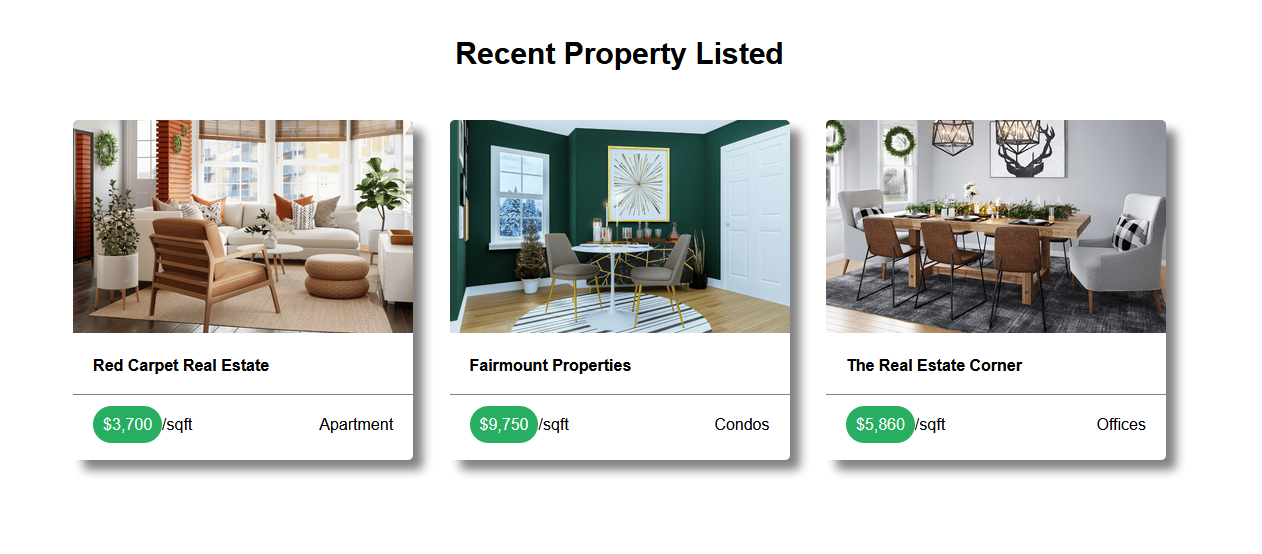 Recent Property Listed
Red Carpet Real Estate
$3,700/sqft Apartment
Fairmount Properties
$9,750/sqft Condos
The Real Estate Corner
$5,860/sqft Offices